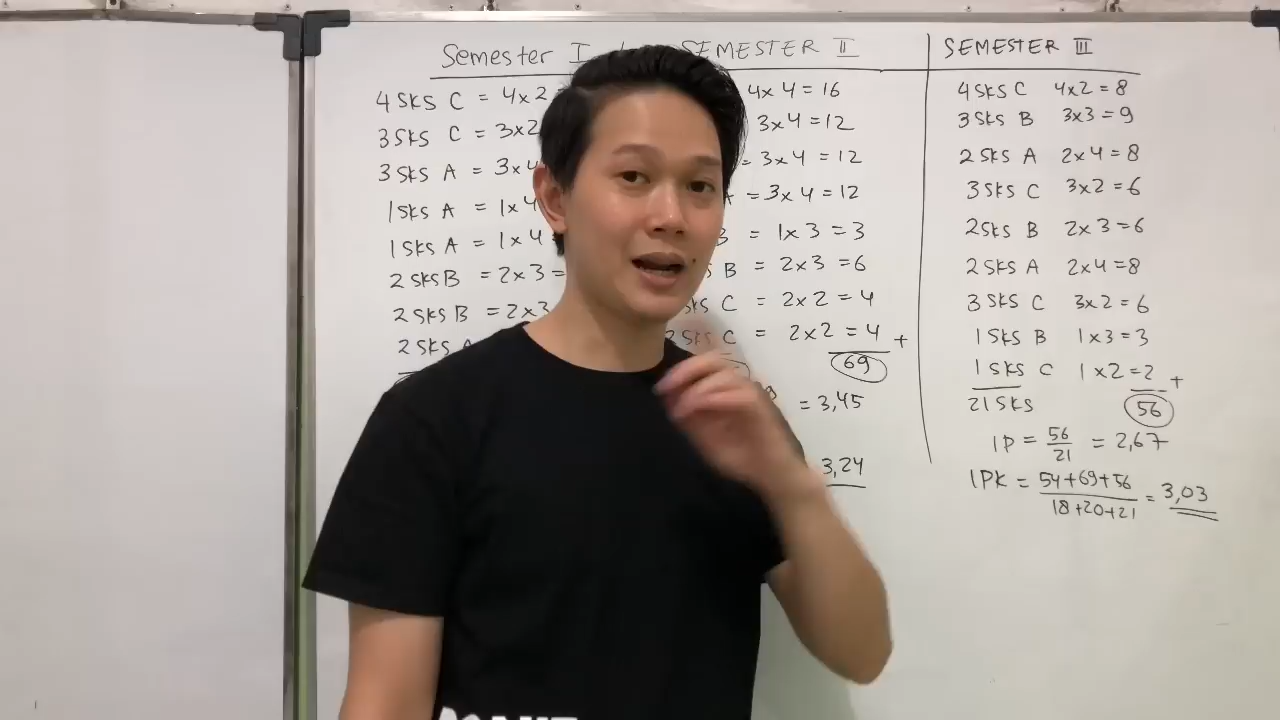 Semester I
4 SKS C = 4x2
3 SKS C = 3x2
3 SKS A = 3x4
1 SKS A = 1x4
1 SKS A = 1x4
2 SKS B = 2x3 =
2 SKS B = 2x3
2 SKS
SEMESTER II
4x4 = 16
3x4 = 12
= 3x4 = 12
= 3x4 = 12
= 1x3 = 3
B = 2x3 = 6
SKS C = 2x2 = 4
2 SKS C = 2x2 = 4 +
69
= 3,45
3,24
SEMESTER III
4 SKS C 4x2 = 8
3 SKS B 3x3 = 9
2 SKS A 2x4 = 8
3 SKS C 3x2 = 6
2 SKS B 2x3 = 6
2 SKS A 2x4 = 8
3 SKS C 3x2 = 6
1 SKS B 1x3 = 3
1 SKS C 1x2 = 2 +
21 SKS 56
IP = 56/21 = 2,67
IPK = 54+69+56/18+20+21 = 3,03